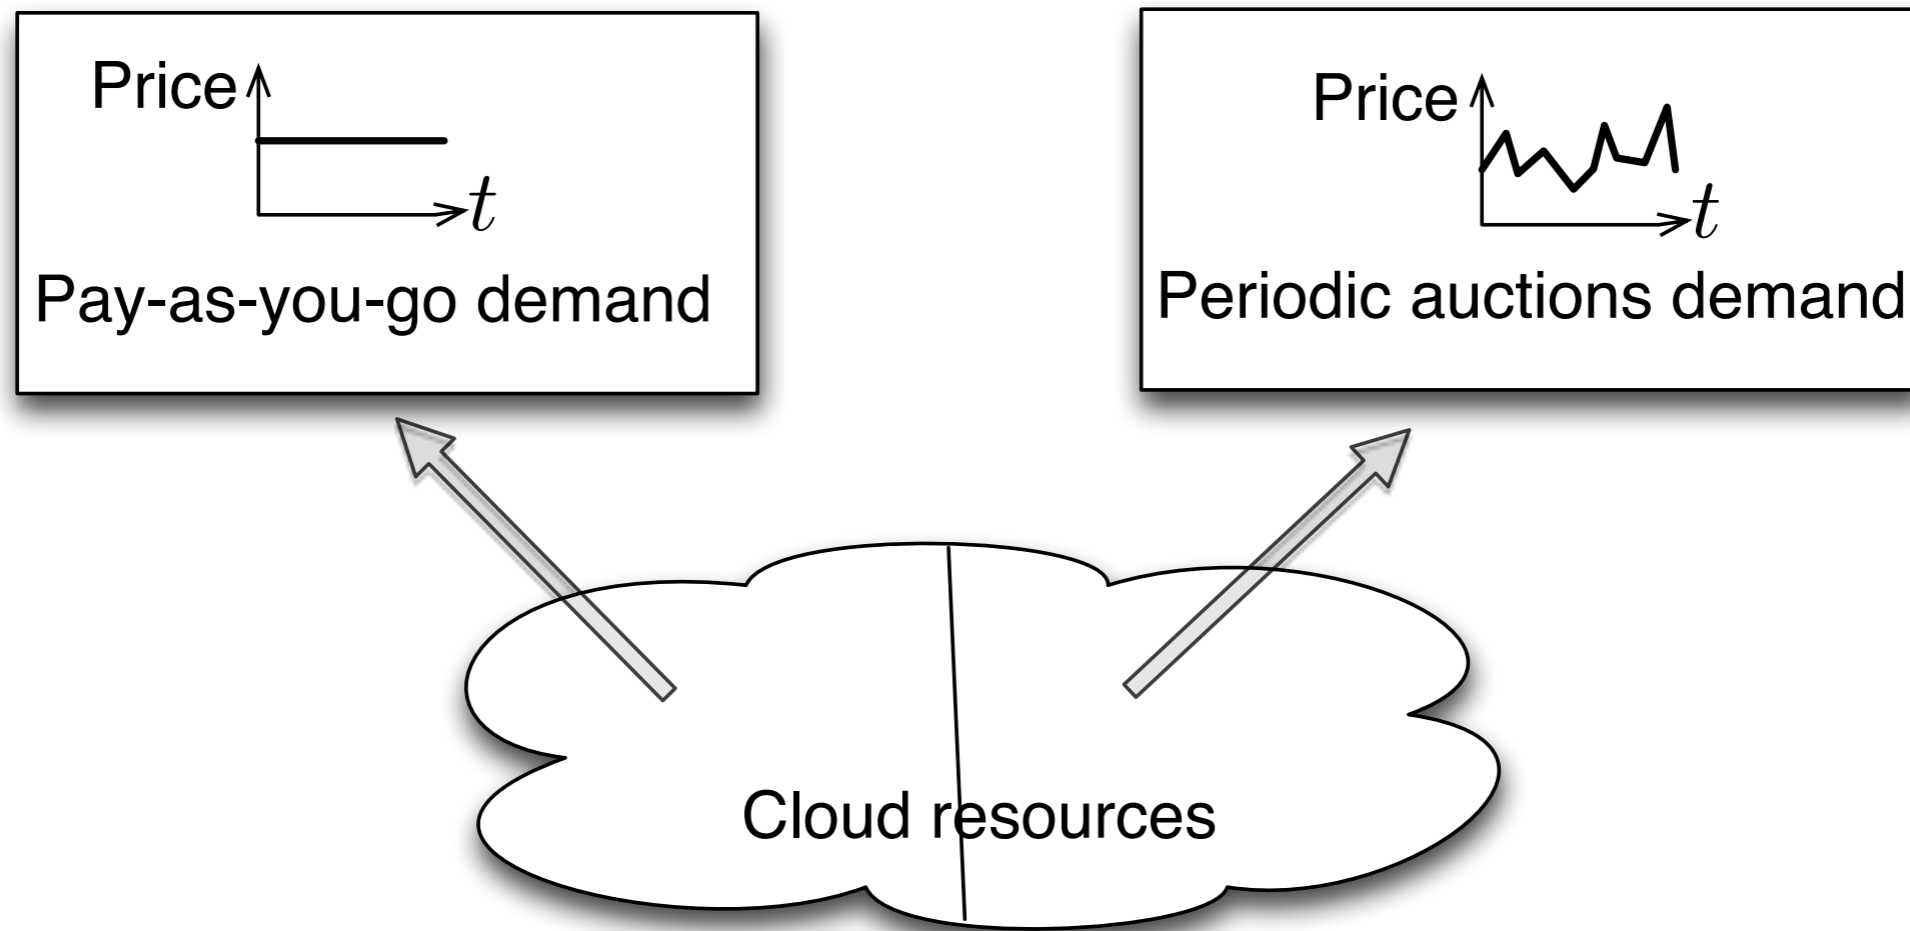 Price
t
Pay-as-you-go demand
Price
t
Periodic auctions demand
Cloud resources